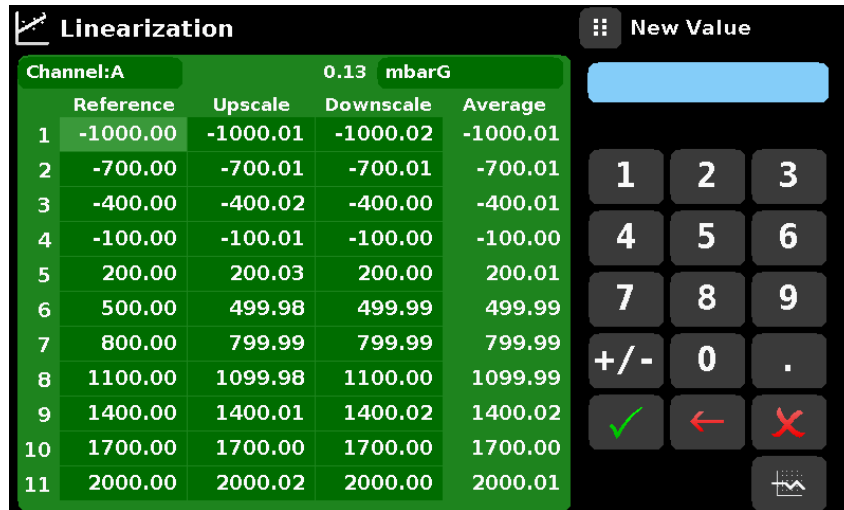 Linearization
Channel:A 0.13 mbarG
Reference Upscale Downscale Average
1 -1000.00 -1000.01 -1000.02 -1000.01
2 -700.00 -700.01 -700.01 -700.01
3 -400.00 -400.02 -400.00 -400.01
4 -100.00 -100.01 -100.00 -100.00
5 200.00 200.03 200.00 200.01
6 500.00 499.98 499.99 499.99
7 800.00 799.99 799.99 799.99
8 1100.00 1099.98 1100.00 1099.99
9 1400.00 1400.01 1400.02 1400.02
10 1700.00 1700.00 1700.00 1700.00
11 2000.00 2000.02 2000.00 2000.01
New Value
1 2 3
4 5 6
7 8 9
+/- 0 .